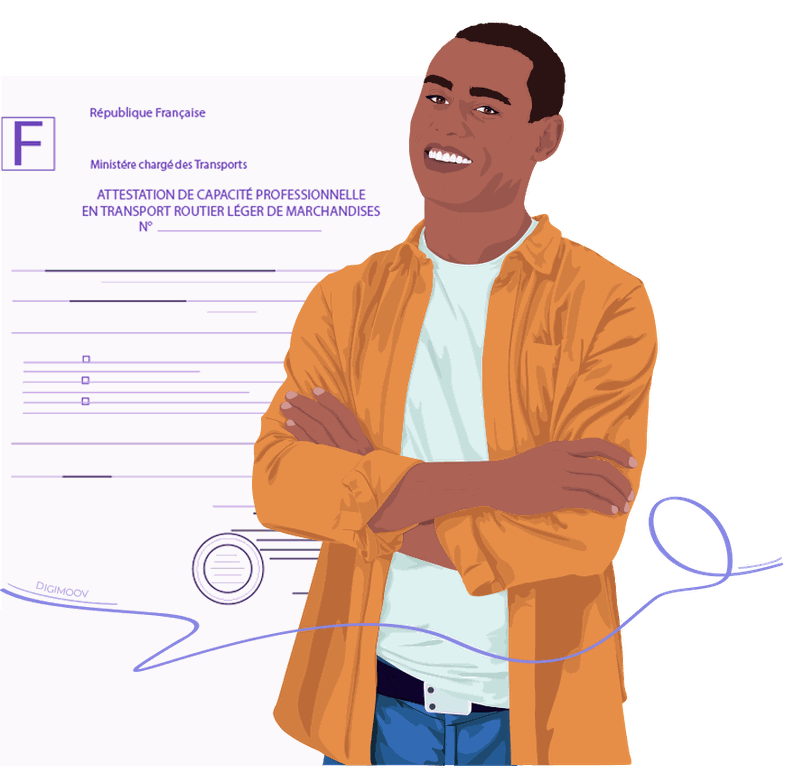 République Française
F
Ministére chargé des Transports
ATTESTATION DE CAPACITÉ PROFESSIONNELLE
EN TRANSPORT ROUTIER LÉGER DE MARCHANDISES
N°
DIGIMOOV